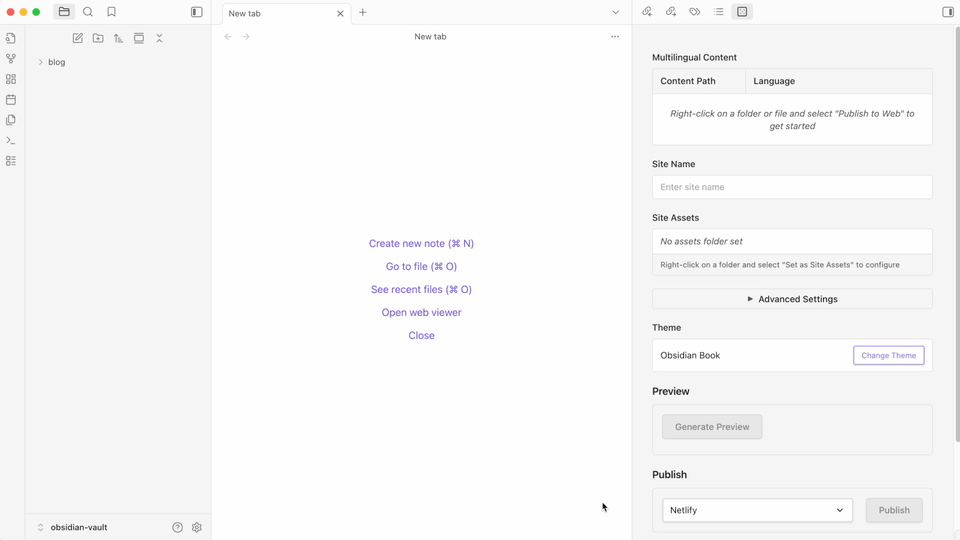 New tab
blog
New tab
Create new note (⌘ N)
Go to file (⌘ O)
See recent files (⌘ O)
Open web viewer
Close
obsidian-vault
Multilingual Content
Content Path
Language
Right-click on a folder or file and select "Publish to Web" to
get started
Site Name
Enter site name
Site Assets
No assets folder set
Right-click on a folder and select "Set as Site Assets" to configure
Advanced Settings
Theme
Obsidian Book
Change Theme
Preview
Generate Preview
Publish
Netlify
Publish